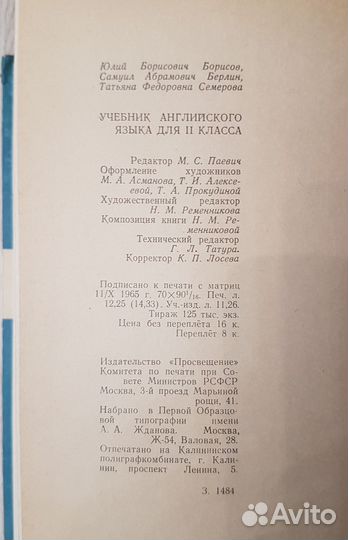 Юлий Борисович Борисов,
Самуил Абрамович Берлин,
Татьяна Федоровна Семерова
УЧЕБНИК АНГЛИЙСКОГО
ЯЗЫКА ДЛЯ II КЛАССА
Редактор М. С. Паевич
Оформление художников
М. А. Асманова, Т. И. Алексе-
евой, Т. А. Прокудиной
Художественный редактор
Н. М. Ременникова
Композиция книги Н. М. Ре-
менниковой
Технический редактор
Г. Л. Татура.
Корректор К. П. Лосева
Подписано к печати с матриц
11/X 1965 г. 70×90¹/₁₆. Печ. л.
12,25 (14,33). Уч.-изд. л. 11,26.
Тираж 125 тыс. экз.
Цена без переплёта 16 к.
Переплёт 8 к.
Издательство «Просвещение»
Комитета по печати при Со-
вете Министров РСФСР
Москва, 3-й проезд Марьиной
рощи, 41.
Набрано в Первой Образцо-
вой типографии имени
А. А. Жданова. Москва,
Ж-54, Валовая, 28.
Отпечатано на Калининском
полиграфкомбинате, г. Ка-
линин, проспект Ленина, 5.
З. 1484
Avito